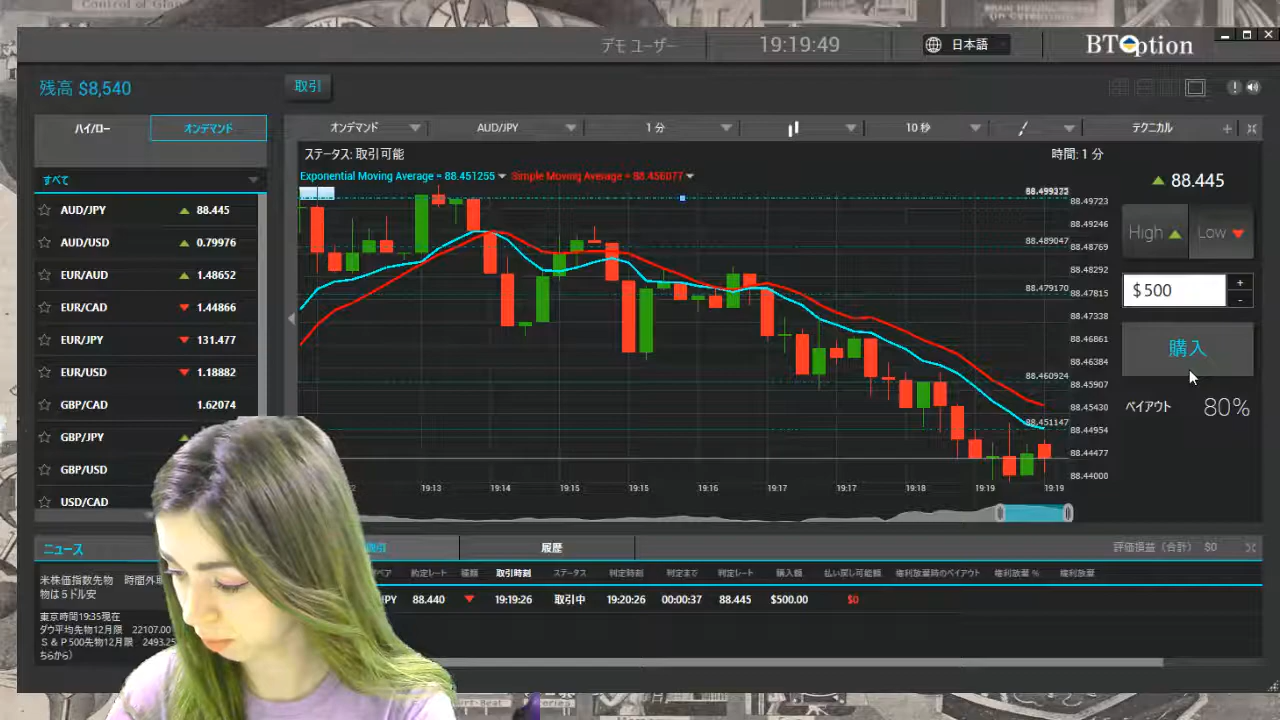 デモ ユーザー
19:19:49
日本語
BTOption
残高 $8,540
取引
ハイ/ロー
オンデマンド
すべて
AUD/JPY 88.445
AUD/USD 0.79976
EUR/AUD 1.48652
EUR/CAD 1.44866
EUR/JPY 131.477
EUR/USD 1.18882
GBP/CAD 1.62074
GBP/JPY
GBP/USD
USD/CAD
オンデマンド
AUD/JPY
1 分
10 秒
テクニカル
ステータス: 取引可能
時間: 1 分
Exponential Moving Average = 88.451255
Simple Moving Average = 88.456077
88.49723
88.49246
88.489047
88.48769
88.48292
88.479170
88.47815
88.47338
88.46861
88.46384
88.460924
88.45907
88.45430
88.451147
88.44954
88.44477
88.44000
19:13 19:14 19:15 19:15 19:16 19:17 19:17 19:18 19:19 19:19
88.445
High
Low
$ 500
+
-
購入
ペイアウト 80%
ニュース
米株価指数先物 時間外取
物は５ドル安
東京時間19:35現在
ダウ平均先物12月限 22107.00
Ｓ＆Ｐ500先物12月限 2493.25
ちらから）
取引
履歴
評価損益（合計） $0
約定レート 種類 取引時刻 ステータス 判定時刻 判定まで 判定レート 購入額 払い戻し可能額 権利放棄時のペイアウト 権利放棄 % 権利放棄
88.440 19:19:26 取引中 19:20:26 00:00:37 88.445 $500.00 $0